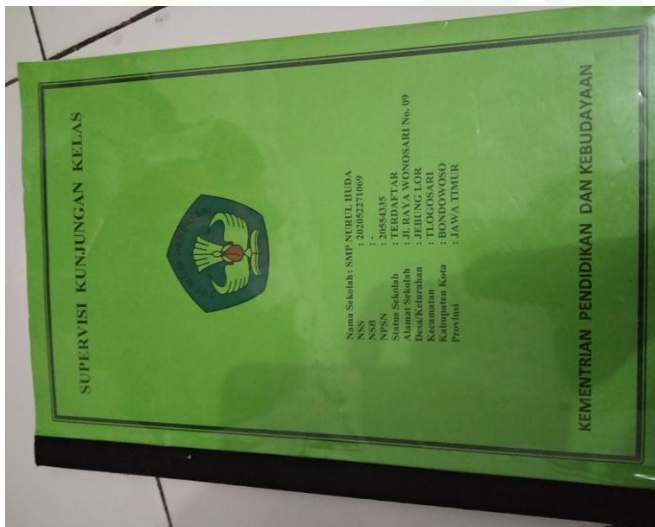 SUPERVISI KUNJUNGAN KELAS
Nama Sekolah : SMP NURUL HUDA
NSS : 202052271069
NSB : -
NPSN : 20554335
Status Sekolah : TERDAFTAR
Alamat Sekolah : Jl. RAYA WONOSARI No. 09
Desa/Kelurahan : JEBUNG LOR
Kecamatan : TLOGOSARI
Kabupaten Kota : BONDOWOSO
Provinsi : JAWA TIMUR
KEMENTRIAN PENDIDIKAN DAN KEBUDAYAAN